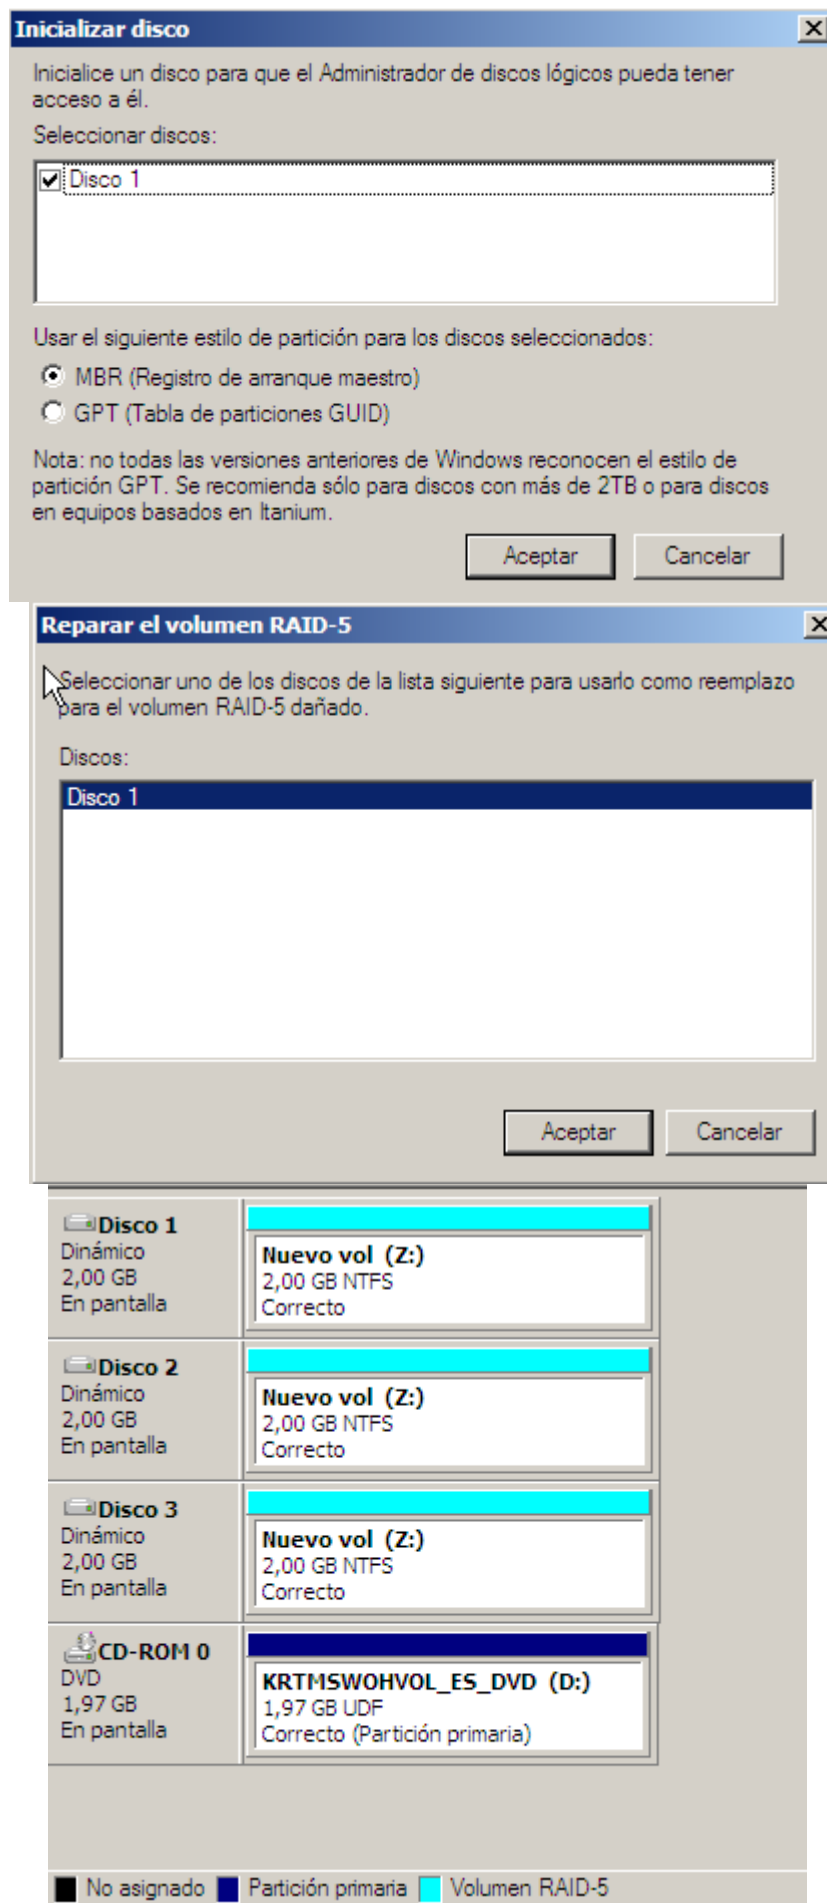 Inicializar disco
Inicialice un disco para que el Administrador de discos lógicos pueda tener
acceso a él.
Seleccionar discos:
Disco 1
Usar el siguiente estilo de partición para los discos seleccionados:
MBR (Registro de arranque maestro)
GPT (Tabla de particiones GUID)
Nota: no todas las versiones anteriores de Windows reconocen el estilo de
partición GPT. Se recomienda sólo para discos con más de 2TB o para discos
en equipos basados en Itanium.
Aceptar Cancelar
Reparar el volumen RAID-5
Seleccionar uno de los discos de la lista siguiente para usarlo como reemplazo
para el volumen RAID-5 dañado.
Discos:
Disco 1
Aceptar Cancelar
Disco 1
Dinámico
2,00 GB
En pantalla
Nuevo vol (Z:)
2,00 GB NTFS
Correcto
Disco 2
Dinámico
2,00 GB
En pantalla
Nuevo vol (Z:)
2,00 GB NTFS
Correcto
Disco 3
Dinámico
2,00 GB
En pantalla
Nuevo vol (Z:)
2,00 GB NTFS
Correcto
CD-ROM 0
DVD
1,97 GB
En pantalla
KRTMSWOHVOL_ES_DVD (D:)
1,97 GB UDF
Correcto (Partición primaria)
No asignado Partición primaria Volumen RAID-5